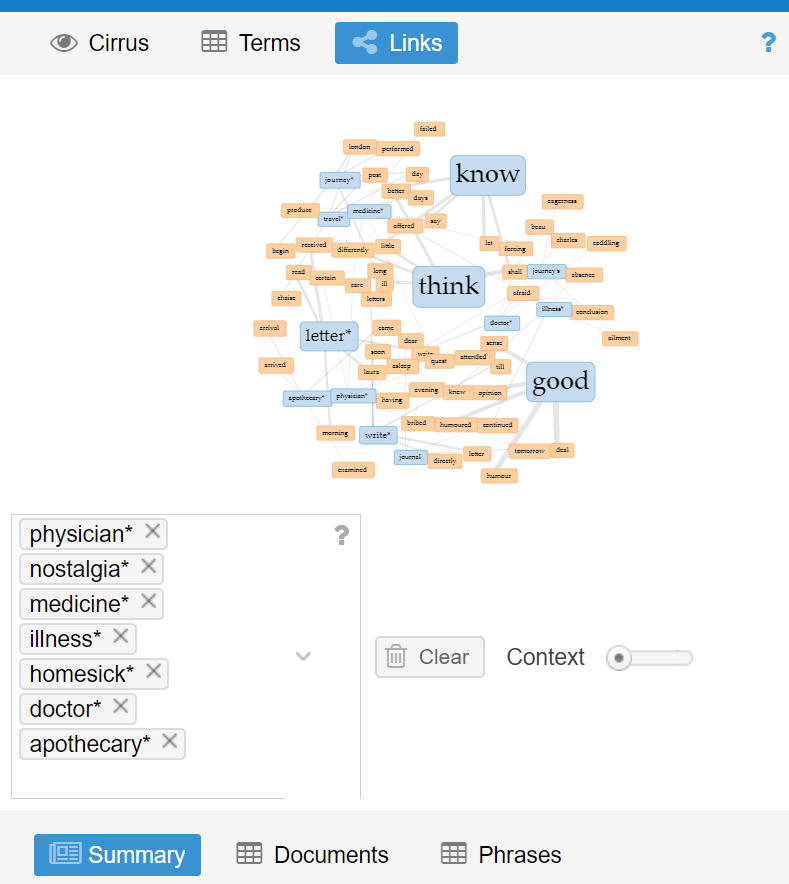 Cirrus Terms Links ?
failed
london performed
know
journey* post day
better
days
eagerness
produce medicine*
travel* say
offered beau
let charles coddling
forcing
begin received differently little
read certain long shall journey's absence
think
care ill
chaise letters afraid
illness* conclusion
doctor*
arrival came
letter* dear sense ailment
soon write attended
quest
arrived laura asleep till
good
evening knew opinion
apothecary* physician* having
bribed humoured continued
morning write*
journal letter tomorrow deal
directly
examined humour
physician* ?
nostalgia*
medicine*
illness*
homesick* Clear Context
doctor*
apothecary*
Summary Documents Phrases